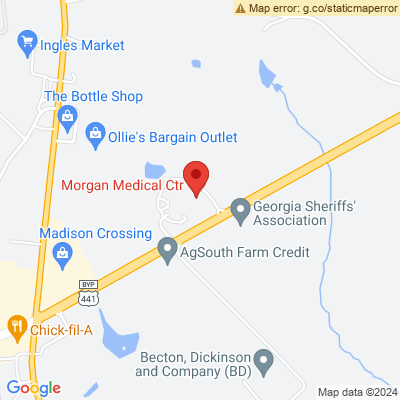 Map error: g.co/staticmaperror
Ingles Market
The Bottle Shop
Ollie's Bargain Outlet
Morgan Medical Ctr
Georgia Sheriffs'
Association
Madison Crossing
AgSouth Farm Credit
BYP
441
Chick-fil-A
Becton, Dickinson
and Company (BD)
Google
Map data ©2024